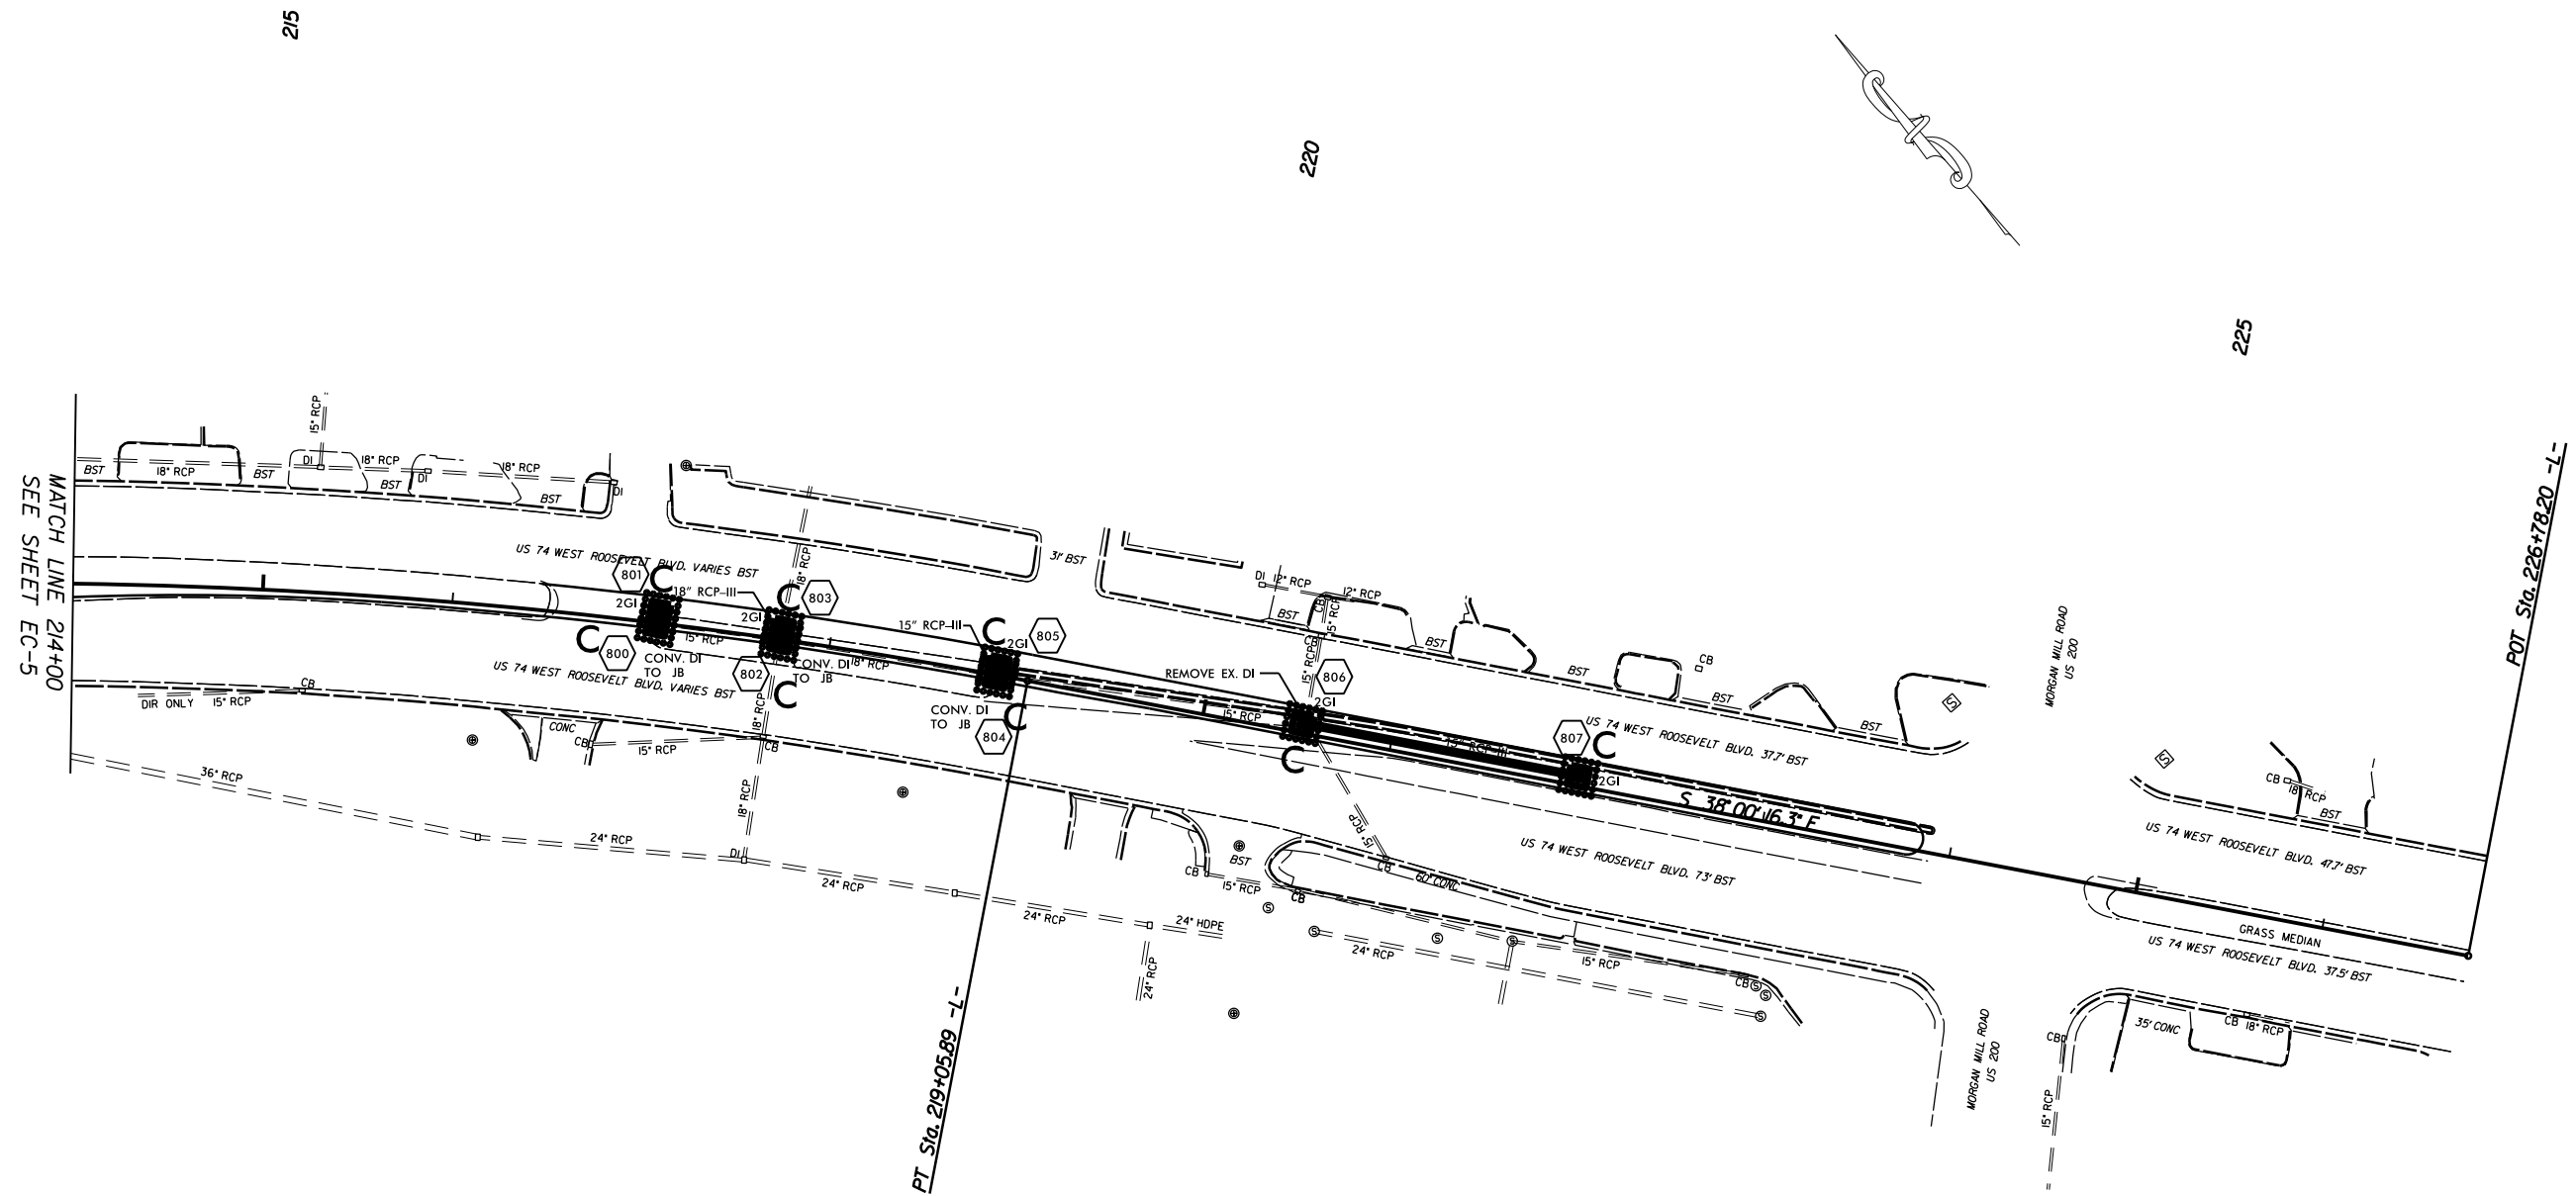 215
220
225
15" RCP
BST
18" RCP
BST
DI
18" RCP
BST
DI
18" RCP
BST
DI
MATCH LINE 214+00
SEE SHEET EC-5
US 74 WEST ROOSEVELT BLVD. VARIES BST
801
C
2GI
18" RCP-III
18" RCP
C
803
2GI
C
800
CONV. DI
TO JB
15" RCP
802
CONV. DI
TO JB
18" RCP
C
US 74 WEST ROOSEVELT BLVD. VARIES BST
DIR ONLY
15" RCP
CB
CONC
CB
15" RCP
CB
18" RCP
18" RCP
DI
36" RCP
24" RCP
24" RCP
24" RCP
24" HDPE
24" RCP
31' BST
15" RCP-III
C
2GI
805
CONV. DI
TO JB
C
804
PT Sta. 219+05.89 -L-
DI
12" RCP
CB
12" RCP
15" RCP
BST
CB
15" RCP
BST
REMOVE EX. DI
806
2GI
15" RCP
C
15" RCP
CB
15" RCP-III
807
C
2GI
BST
CB
BST
BST
US 74 WEST ROOSEVELT BLVD. 37.7' BST
S 38°00'16.3" E
US 74 WEST ROOSEVELT BLVD. 73' BST
60' CONC
BST
CB
15" RCP
CB
S
S
S
S
24" RCP
15" RCP
CB
S
S
S
S
S
MORGAN MILL ROAD
US 200
POT Sta. 226+78.20 -L-
CB
18" RCP
BST
US 74 WEST ROOSEVELT BLVD. 47.7' BST
GRASS MEDIAN
US 74 WEST ROOSEVELT BLVD. 37.5' BST
MORGAN MILL ROAD
US 200
CB
35' CONC
CB
18" RCP
15" RCP